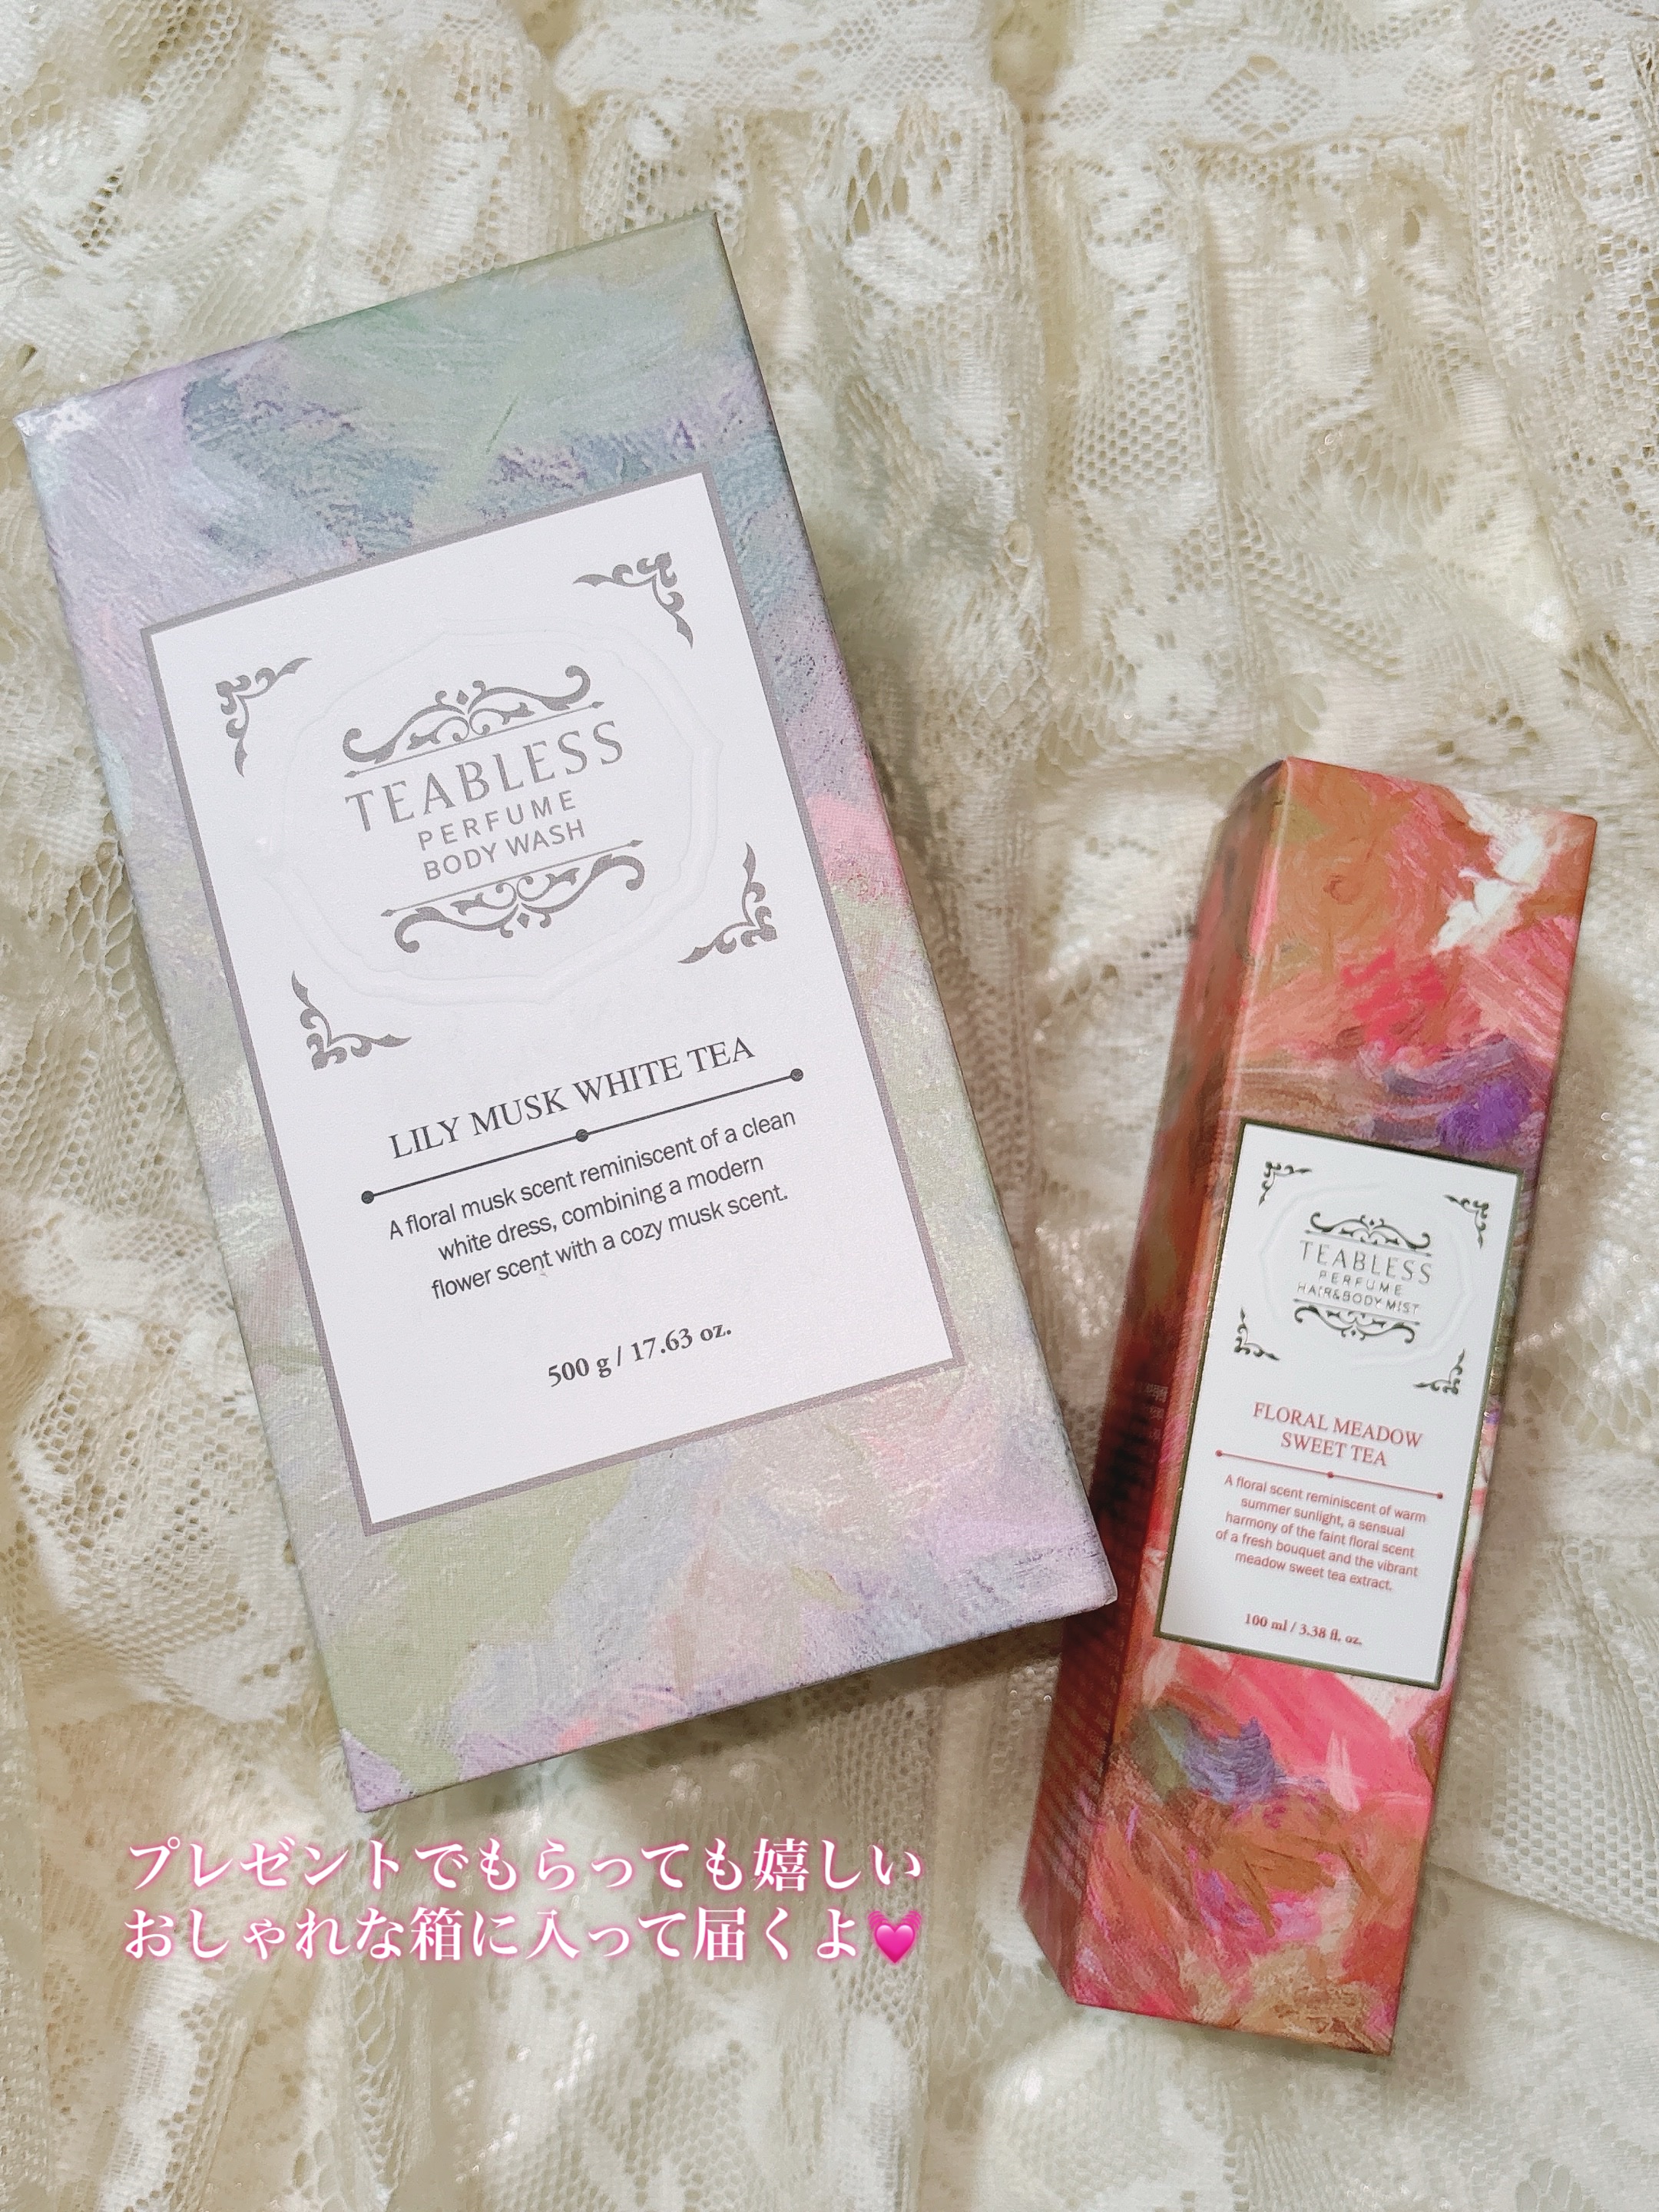 TEABLESS
PERFUME
BODY WASH
LILY MUSK WHITE TEA
A floral musk scent reminiscent of a clean
white dress, combining a modern
flower scent with a cozy musk scent.
500 g / 17.63 oz.
TEABLESS
PERFUME
HAIR&BODY MIST
FLORAL MEADOW
SWEET TEA
A floral scent reminiscent of warm
summer sunlight, a sensual
harmony of the faint floral scent
of a fresh bouquet and the vibrant
meadow sweet tea extract.
100 ml / 3.38 fl. oz.
プレゼントでもらっても嬉しい
おしゃれな箱に入って届くよ💓